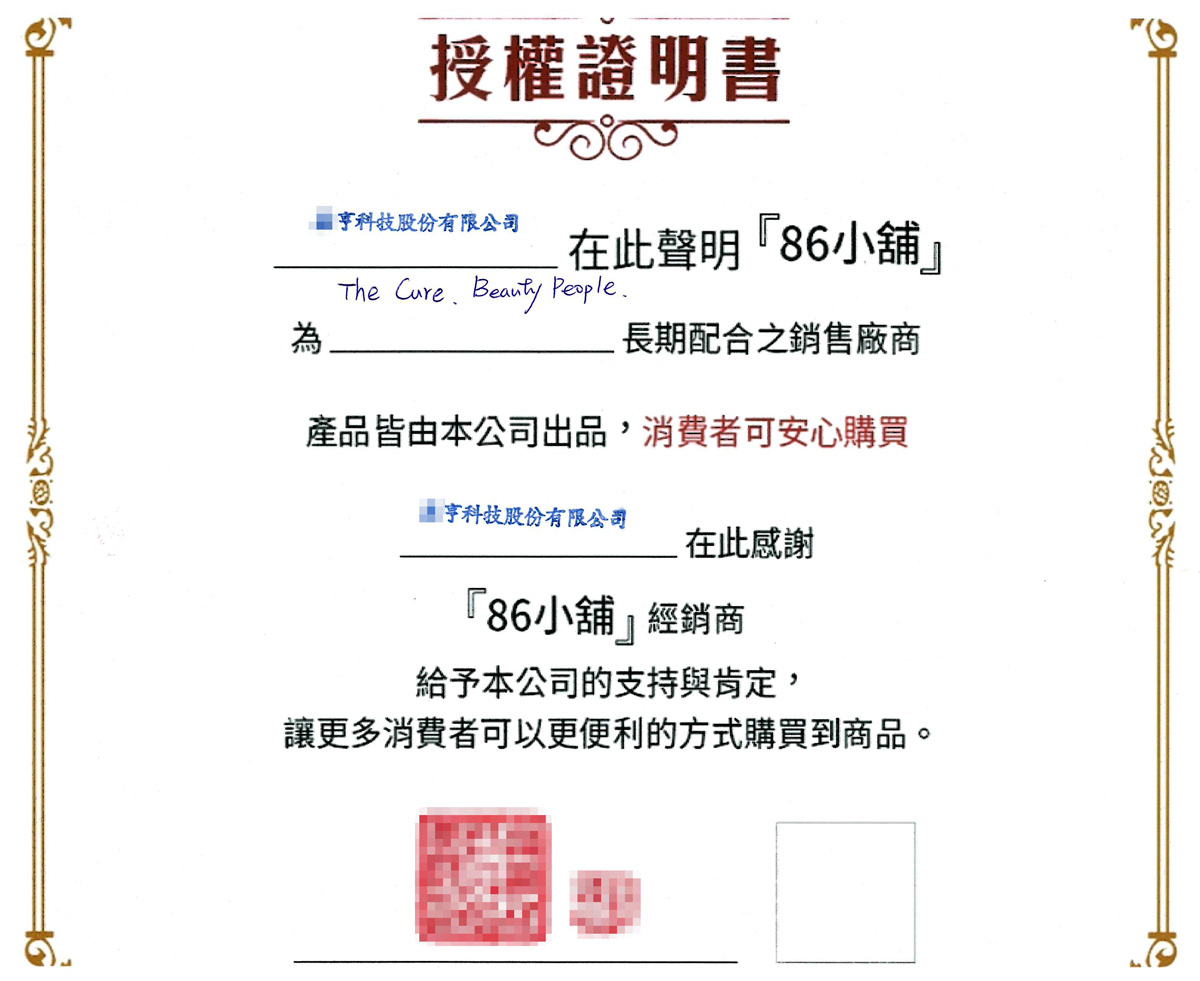 授權證明書
亨科技股份有限公司
在此聲明『86小舖』
The Cure、Beauty People.
為 長期配合之銷售廠商
產品皆由本公司出品，消費者可安心購買
亨科技股份有限公司
在此感謝
『86小舖』經銷商
給予本公司的支持與肯定，
讓更多消費者可以更便利的方式購買到商品。